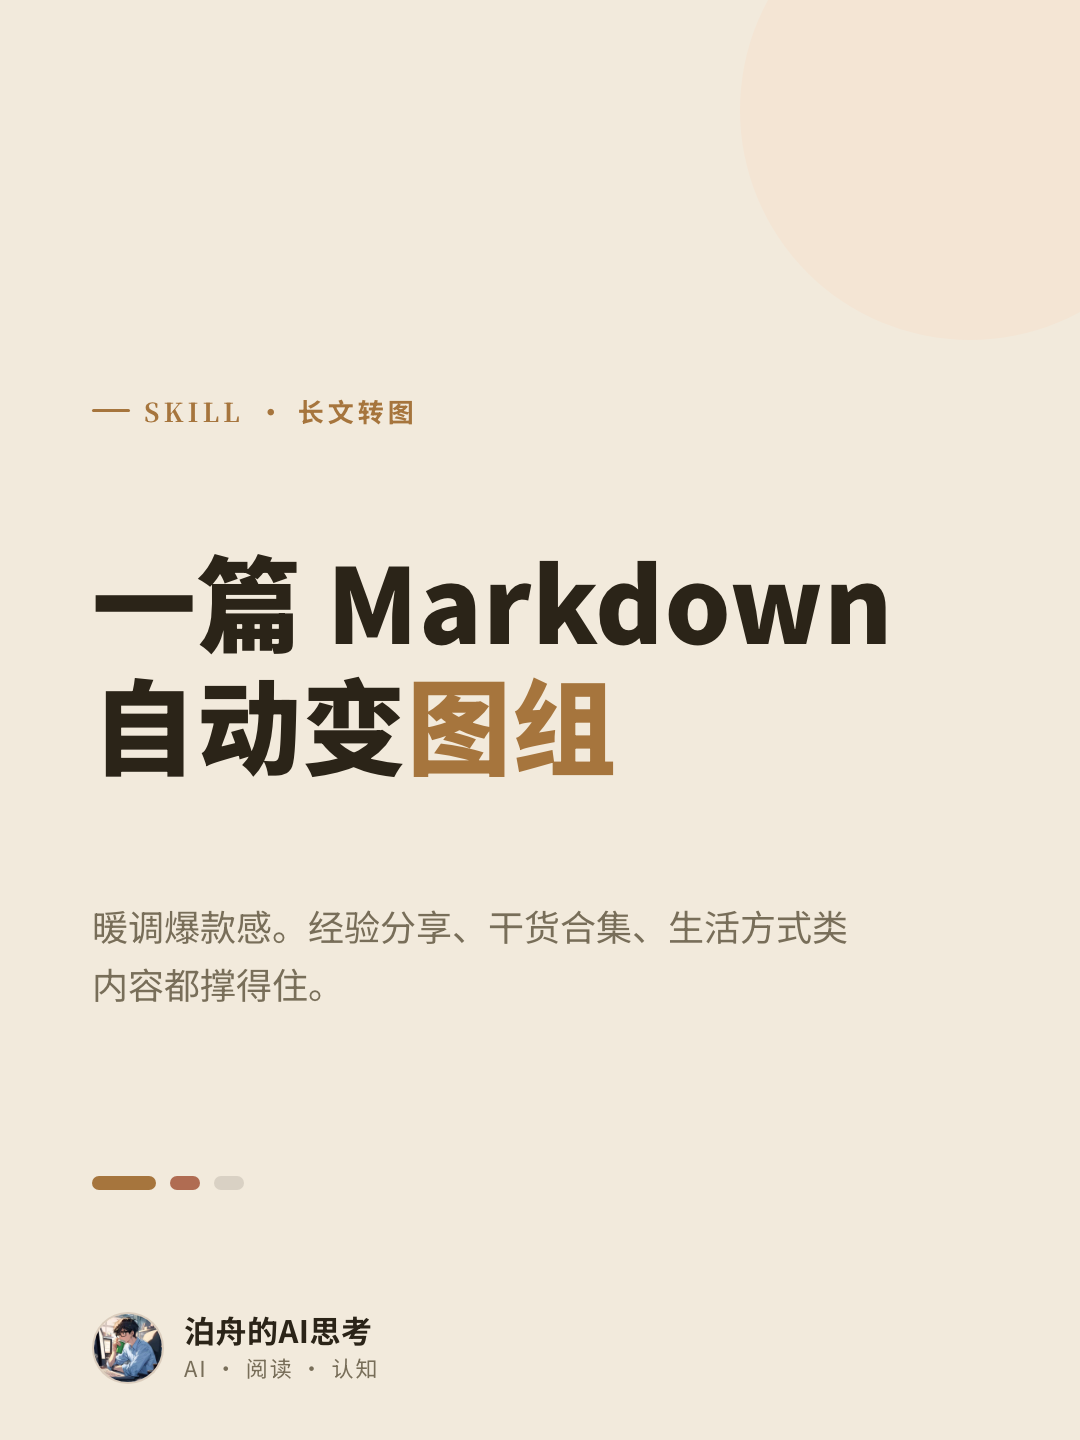 SKILL · 长文转图
一篇 Markdown
自动变图组
暖调爆款感。经验分享、干货合集、生活方式类
内容都撑得住。
泊舟的AI思考
AI · 阅读 · 认知